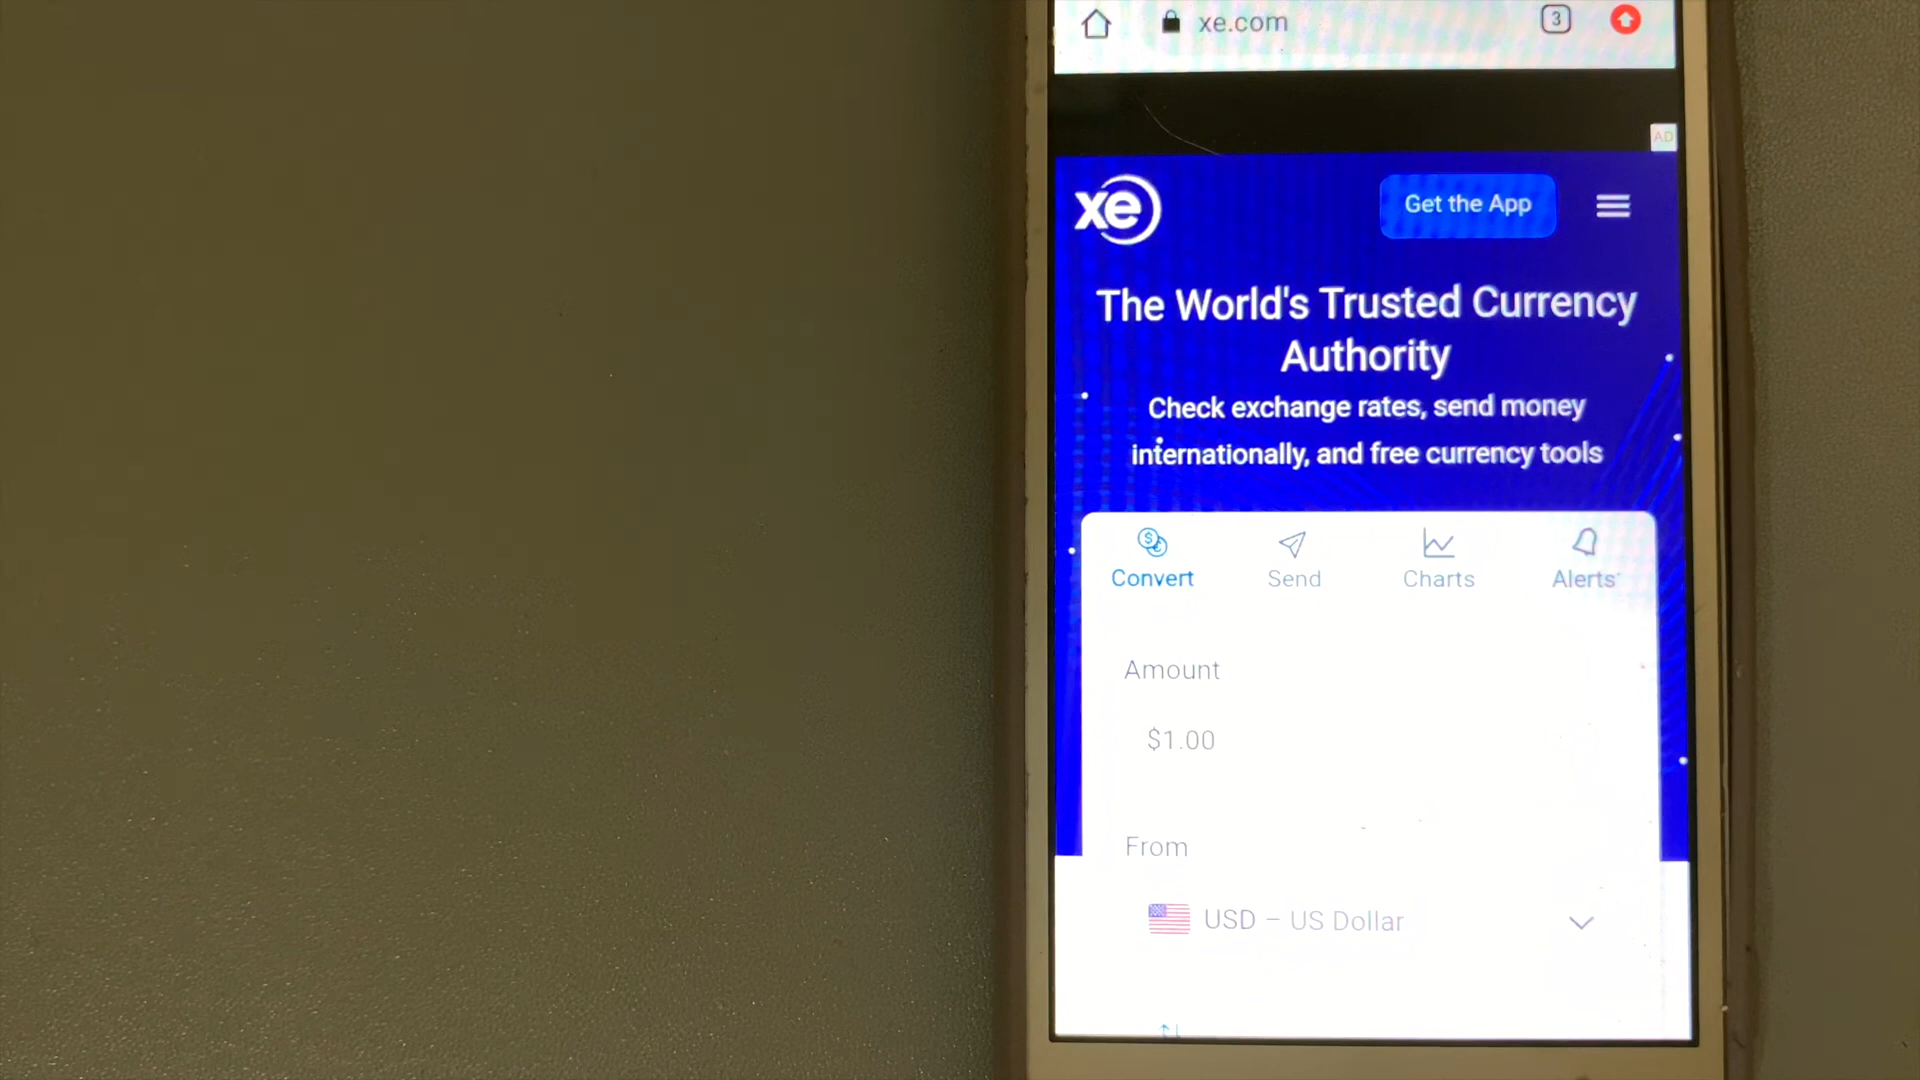 xe.com
3
AD
xe
Get the App
The World's Trusted Currency
Authority
Check exchange rates, send money
internationally, and free currency tools
Convert
Send
Charts
Alerts
Amount
$1.00
From
USD – US Dollar